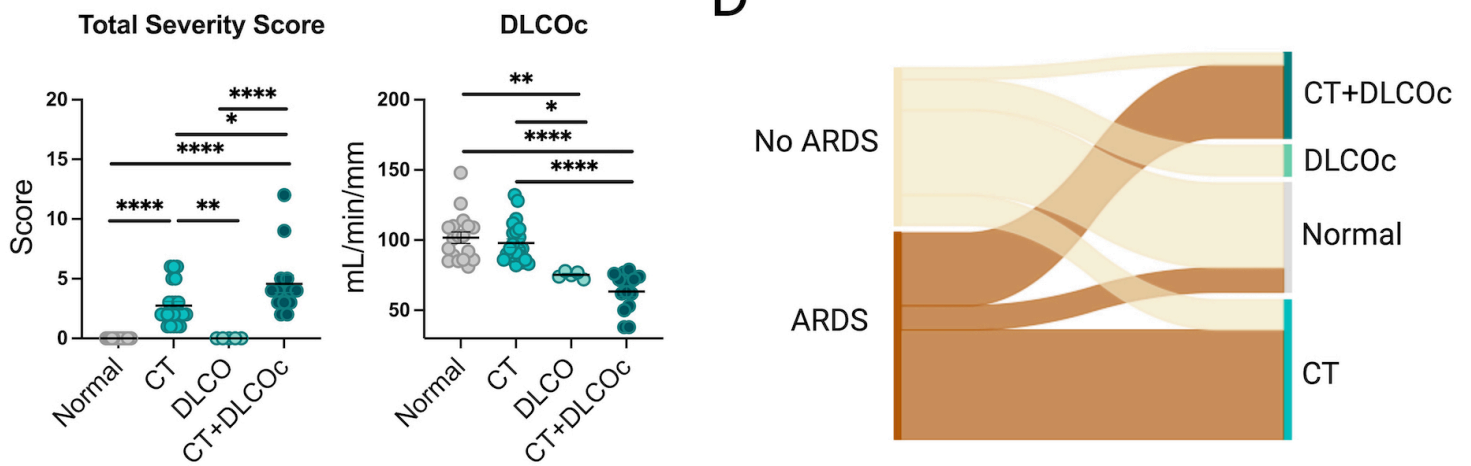 Total Severity Score
Score
20
15
10
5
0
****
*
****
****
**
Normal
CT
DLCO
CT+DLCOc
DLCOc
mL/min/mm
200
150
100
50
**
*
****
****
Normal
CT
DLCO
CT+DLCOc
D
No ARDS
ARDS
CT+DLCOc
DLCOc
Normal
CT